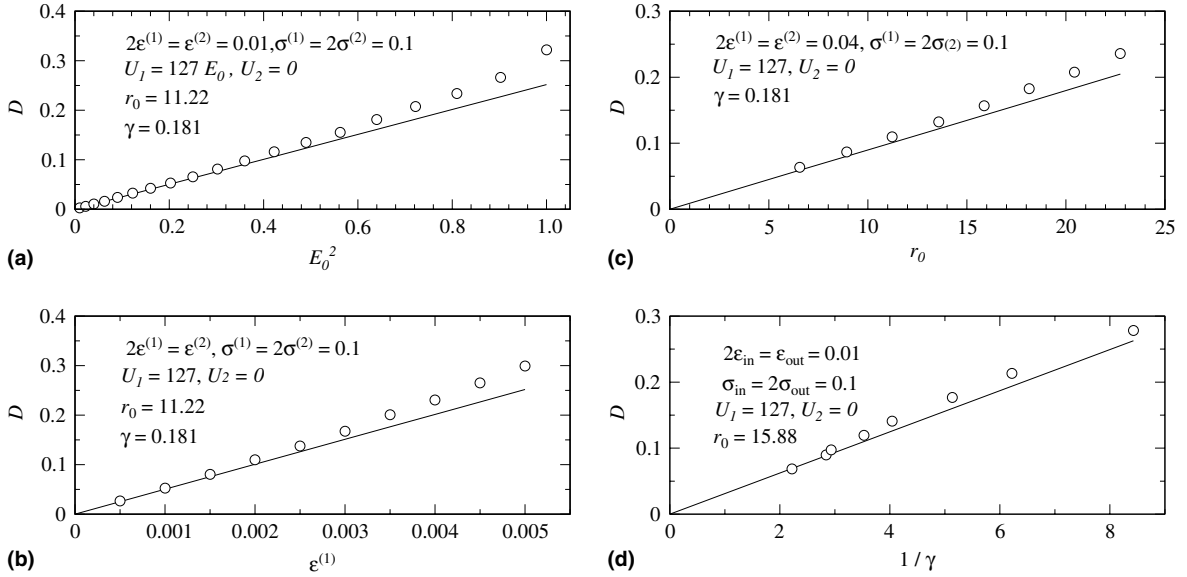 0.4
0.3
0.2
0.1
0
D
2ε⁽¹⁾ = ε⁽²⁾ = 0.01,σ⁽¹⁾ = 2σ⁽²⁾ = 0.1
U₁ = 127 E₀ , U₂ = 0
r₀ = 11.22
γ = 0.181
0 0.2 0.4 0.6 0.8 1.0
(a)
E₀²
0.3
0.2
0.1
0
D
2ε⁽¹⁾ = ε⁽²⁾ = 0.04, σ⁽¹⁾ = 2σ₍₂₎ = 0.1
U₁ = 127, U₂ = 0
γ = 0.181
0 5 10 15 20 25
(c)
r₀
0.4
0.3
0.2
0.1
0
D
2ε⁽¹⁾ = ε⁽²⁾, σ⁽¹⁾ = 2σ⁽²⁾ = 0.1
U₁ = 127, U₂ = 0
r₀ = 11.22
γ = 0.181
0 0.001 0.002 0.003 0.004 0.005
(b)
ε⁽¹⁾
0.3
0.2
0.1
0
D
2εin = εout = 0.01
σin = 2σout = 0.1
U₁ = 127, U₂ = 0
r₀ = 15.88
0 2 4 6 8
(d)
1 / γ